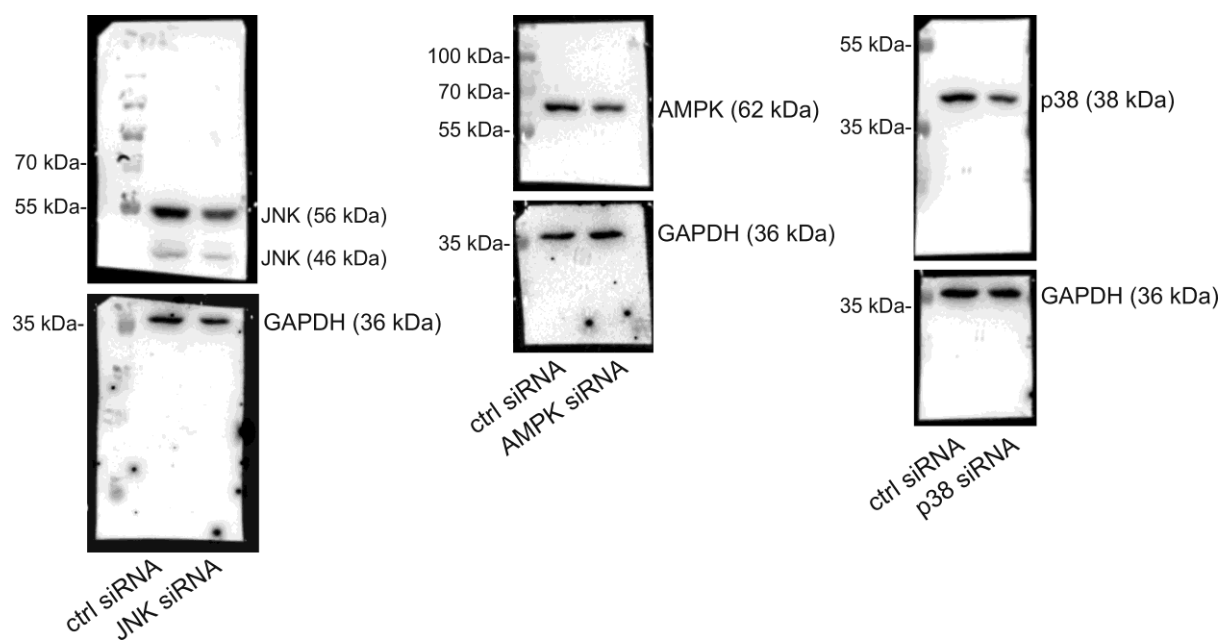 70 kDa-
55 kDa-
JNK (56 kDa)
JNK (46 kDa)
35 kDa-
GAPDH (36 kDa)
ctrl siRNA
JNK siRNA
100 kDa-
70 kDa-
55 kDa-
AMPK (62 kDa)
35 kDa-
GAPDH (36 kDa)
ctrl siRNA
AMPK siRNA
55 kDa-
35 kDa-
p38 (38 kDa)
35 kDa-
GAPDH (36 kDa)
ctrl siRNA
p38 siRNA